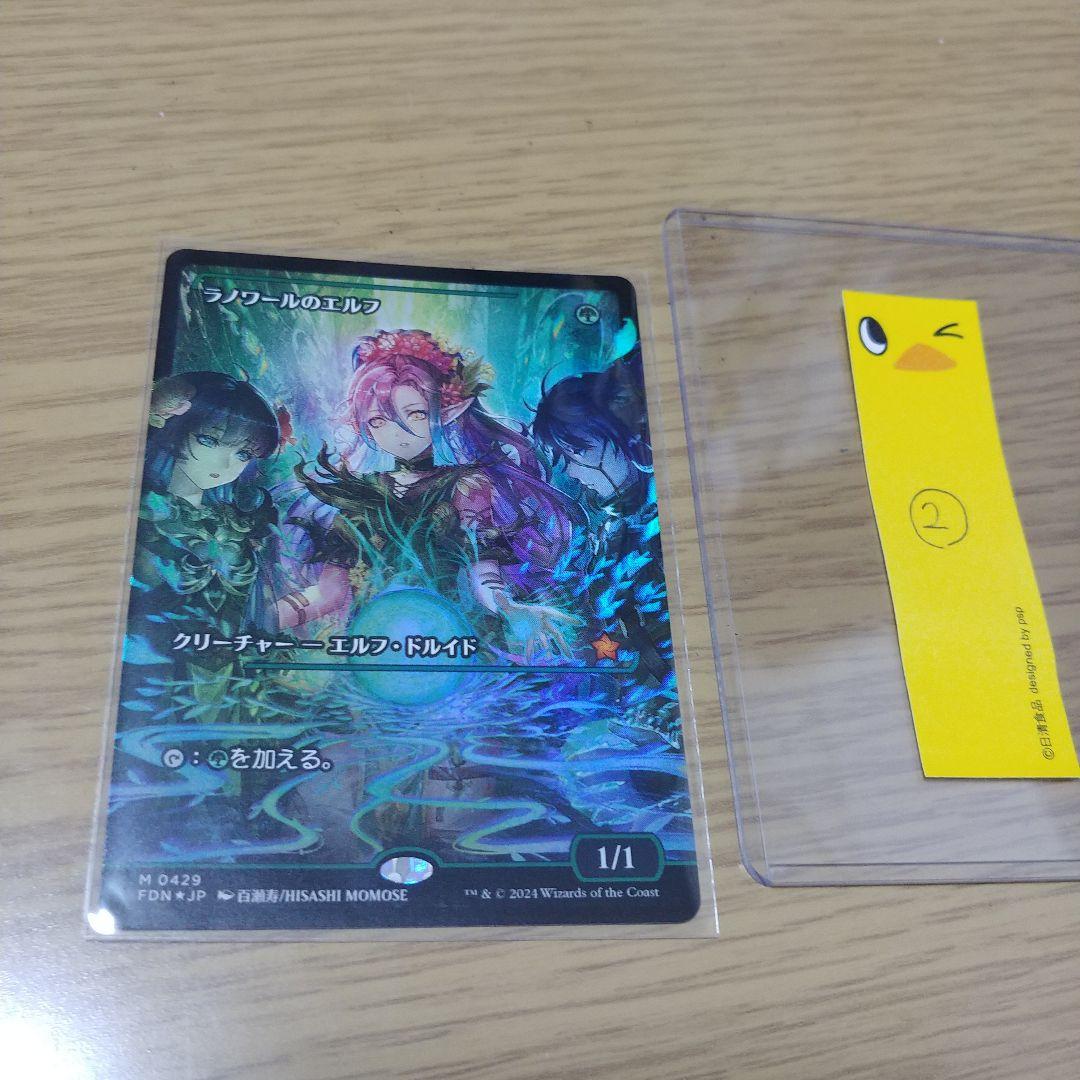 ラノワールのエルフ
クリーチャー — エルフ・ドルイド
:を加える。
1/1
M 0429
FDN★JP 百瀬寿/HISASHI MOMOSE
™ & © 2024 Wizards of the Coast
②
©日清食品 designed by psp